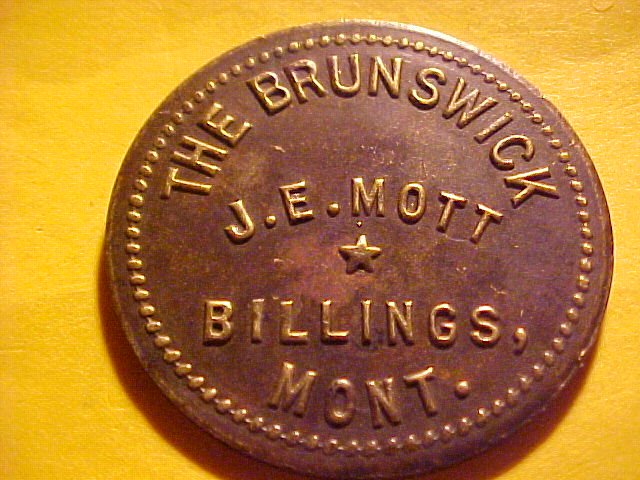 THE BRUNSWICK
J.E.MOTT
BILLINGS,
MONT.